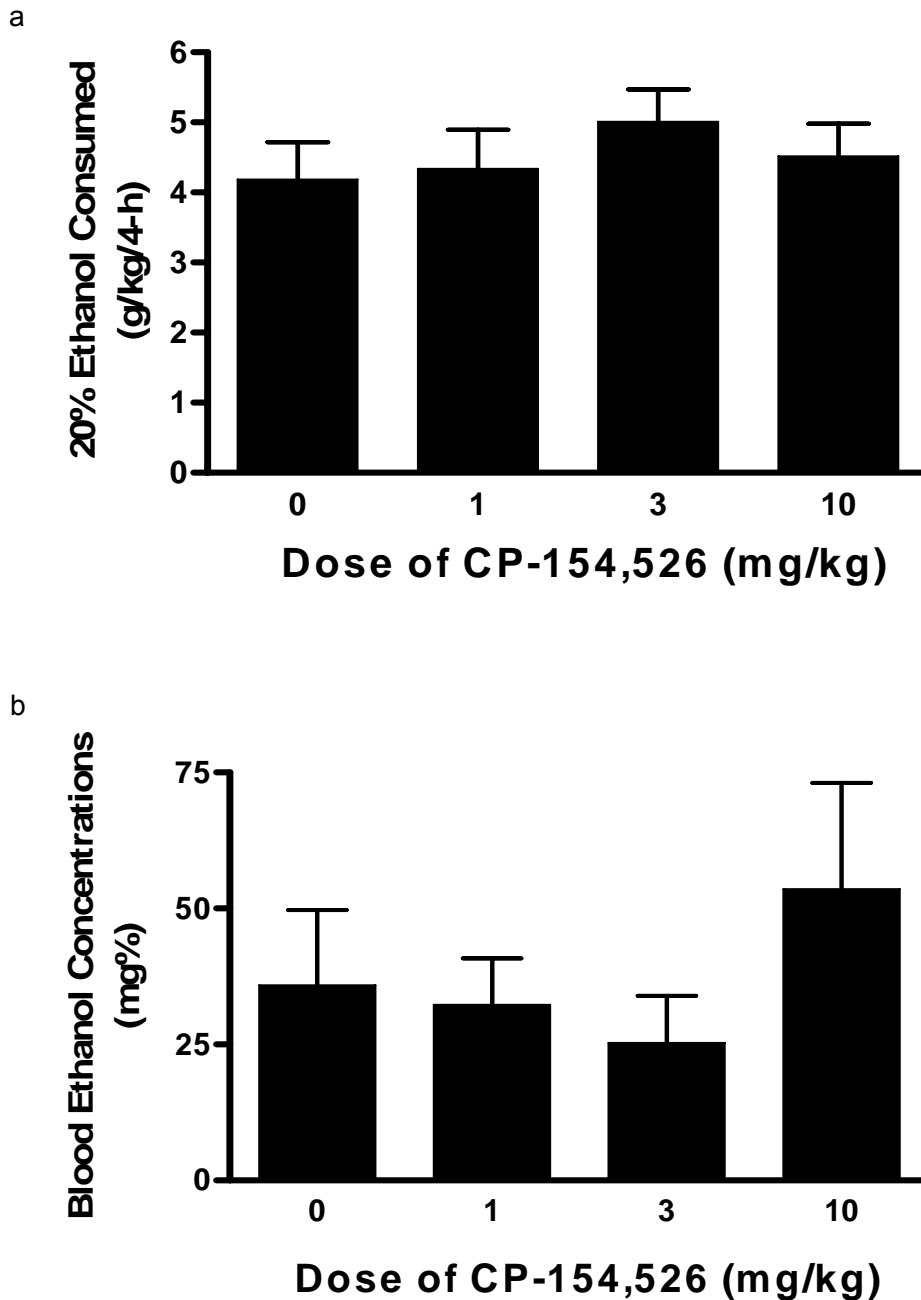 a
20% Ethanol Consumed
(g/kg/4-h)
6
5
4
3
2
1
0
0 1 3 10
Dose of CP-154,526 (mg/kg)
b
Blood Ethanol Concentrations
(mg%)
75
50
25
0
0 1 3 10
Dose of CP-154,526 (mg/kg)